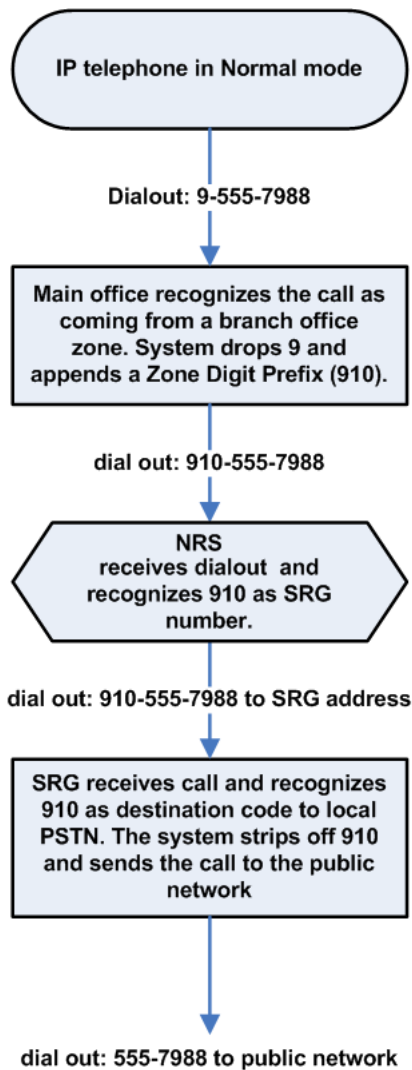 IP telephone in Normal mode
Dialout: 9-555-7988
Main office recognizes the call as
coming from a branch office
zone. System drops 9 and
appends a Zone Digit Prefix (910).
dial out: 910-555-7988
NRS
receives dialout and
recognizes 910 as SRG
number.
dial out: 910-555-7988 to SRG address
SRG receives call and recognizes
910 as destination code to local
PSTN. The system strips off 910
and sends the call to the public
network
dial out: 555-7988 to public network